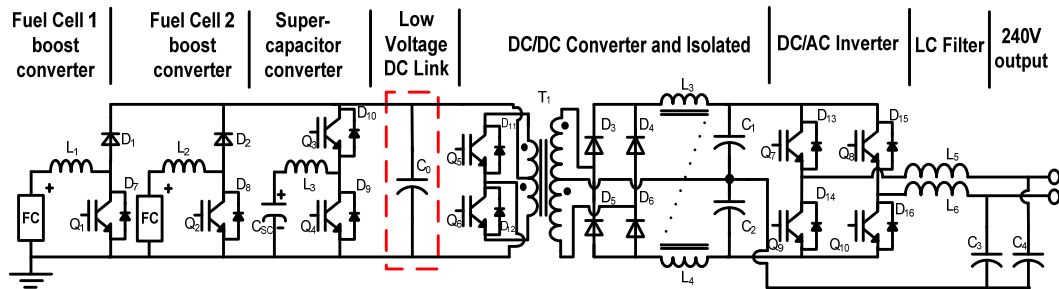 Fuel Cell 1
boost
converter
Fuel Cell 2
boost
converter
Super-
capacitor
converter
Low
Voltage
DC Link
DC/DC Converter and Isolated
DC/AC Inverter
LC Filter
240V
output
D10
T1
L3
D1
D2
Q3
D11
D3
D4
C1
D13
D15
L1
L2
Q5
Q7
Q8
L3
C0
L5
D7
D8
D9
D5
D6
D14
L6
FC
Q1
FC
Q2
CSC
Q4
Q6
D12
C2
D16
Q9
Q10
C3
C4
L4